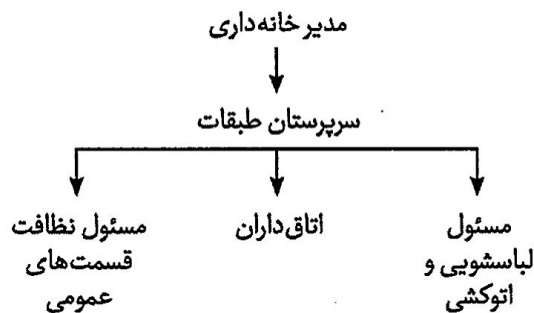 مدیر خانه‌داری
سرپرستان طبقات
مسئول
لباسشویی و
اتوکشی
اتاق‌داران
مسئول نظافت
قسمت‌های
عمومی